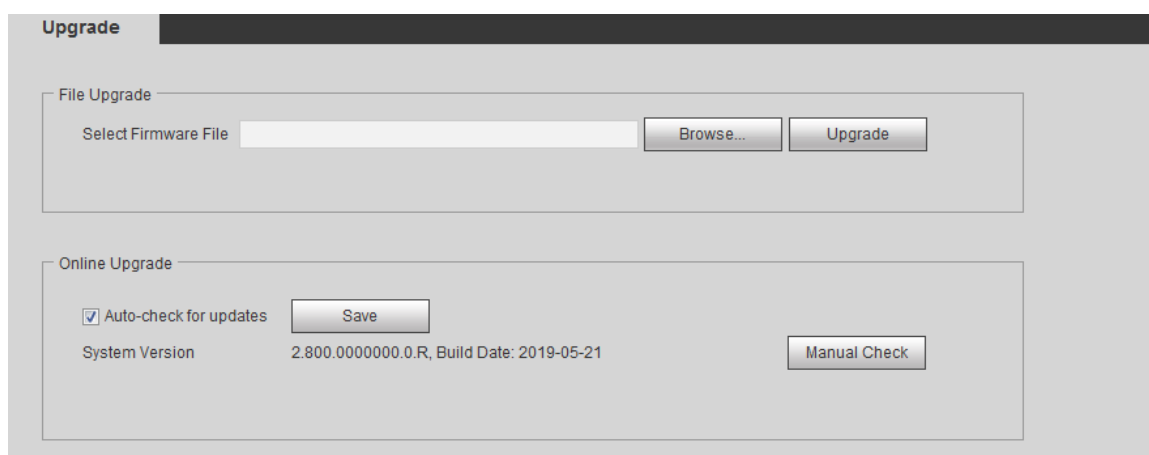 Upgrade
File Upgrade
Select Firmware File Browse... Upgrade
Online Upgrade
Auto-check for updates Save
System Version 2.800.0000000.0.R, Build Date: 2019-05-21 Manual Check